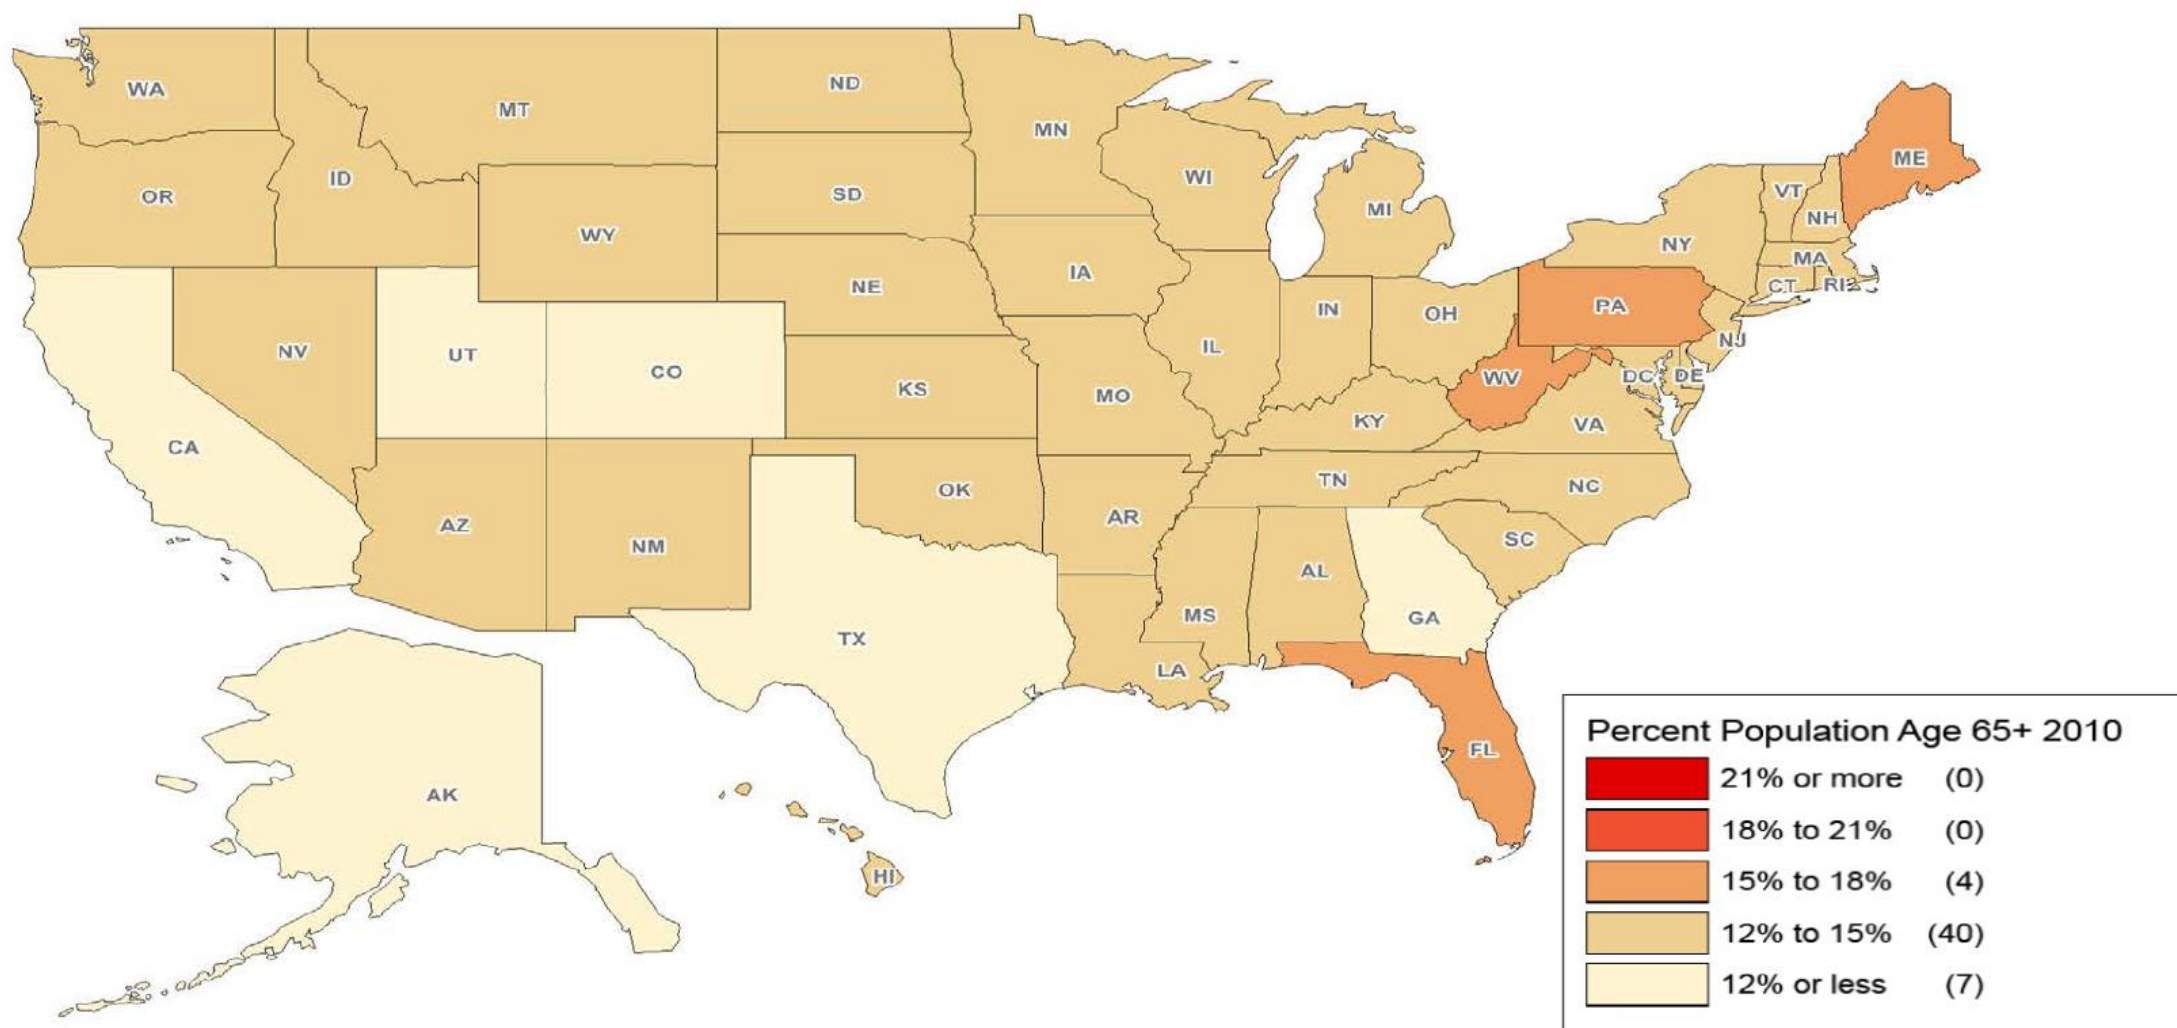 WA
MT
ND
MN
ME
OR
ID
SD
WI
VT
NH
WY
MI
NY
MA
NE
IA
CT
RI
NV
UT
CO
IL
IN
OH
PA
NJ
KS
MO
WV
DC
DE
CA
KY
VA
AZ
NM
OK
AR
TN
NC
SC
MS
AL
GA
TX
LA
FL
AK
HI
Percent Population Age 65+ 2010
21% or more (0)
18% to 21% (0)
15% to 18% (4)
12% to 15% (40)
12% or less (7)